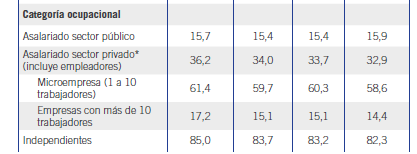 Categoría ocupacional
Asalariado sector público 15,7 15,4 15,4 15,9
Asalariado sector privado*
(incluye empleadores) 36,2 34,0 33,7 32,9
Microempresa (1 a 10
trabajadores) 61,4 59,7 60,3 58,6
Empresas con más de 10
trabajadores 17,2 15,1 15,1 14,4
Independientes 85,0 83,7 83,2 82,3